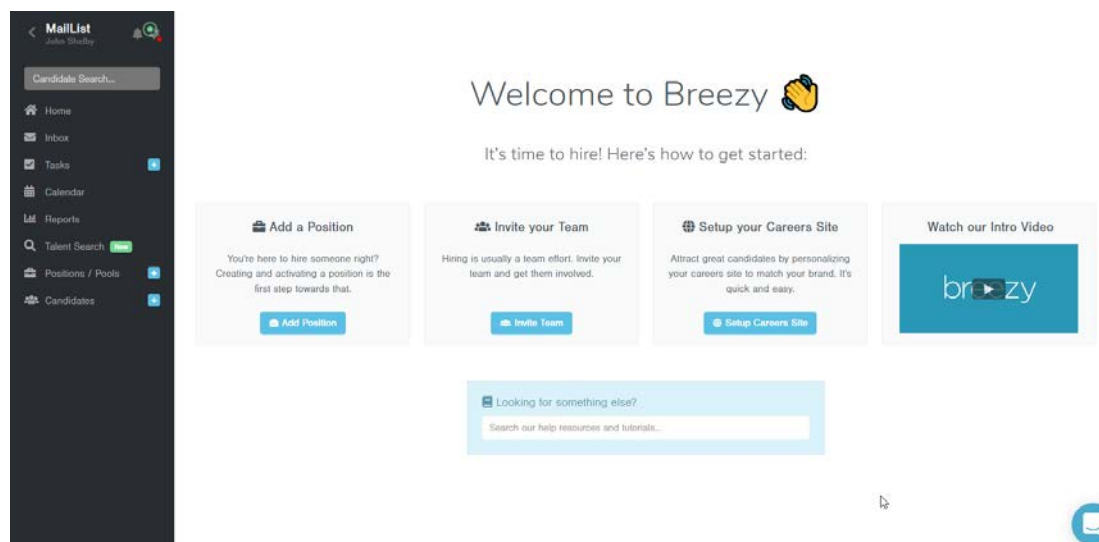 MailList
John Shelby
Candidate Search...
Home
Inbox
Tasks
Calendar
Reports
Talent Search New
Positions / Pools
Candidates
Welcome to Breezy
It's time to hire! Here's how to get started:
Add a Position
You're here to hire someone right?
Creating and activating a position is the
first step towards that.
Add Position
Invite your Team
Hiring is usually a team effort. Invite your
team and get them involved.
Invite Team
Setup your Careers Site
Attract great candidates by personalizing
your careers site to match your brand. It's
quick and easy.
Setup Careers Site
Watch our Intro Video
breezy
Looking for something else?
Search our help resources and tutorials...